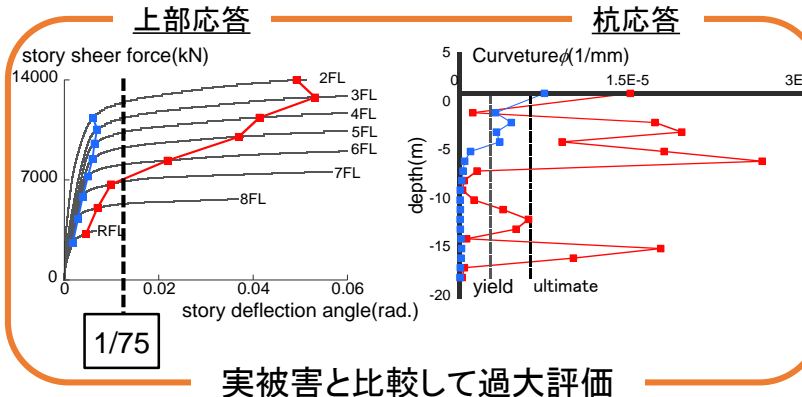 上部応答
杭応答
story sheer force(kN)
14000
7000
0
2FL
3FL
4FL
5FL
6FL
7FL
8FL
RFL
0
0.02
0.04
0.06
story deflection angle(rad.)
1/75
Curveture𝜙(1/mm)
0
1.5E-5
3E
5
0
-5
-10
-15
-20
depth(m)
yield
ultimate
実被害と比較して過大評価